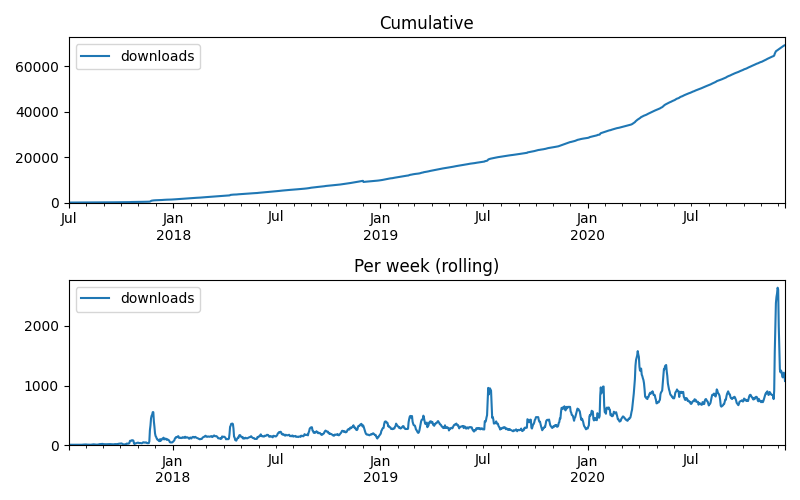 Cumulative
downloads
60000
40000
20000
0
Jul Jan Jul Jan Jul Jan Jul
2018 2019 2020
Per week (rolling)
downloads
2000
1000
0
Jan Jul Jan Jul Jan Jul
2018 2019 2020